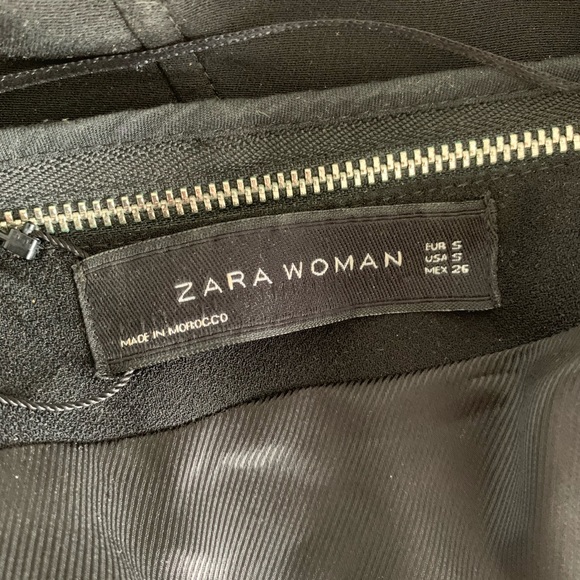 ZARA WOMAN
EUR S
USA S
MEX 26
MADE IN MOROCCO